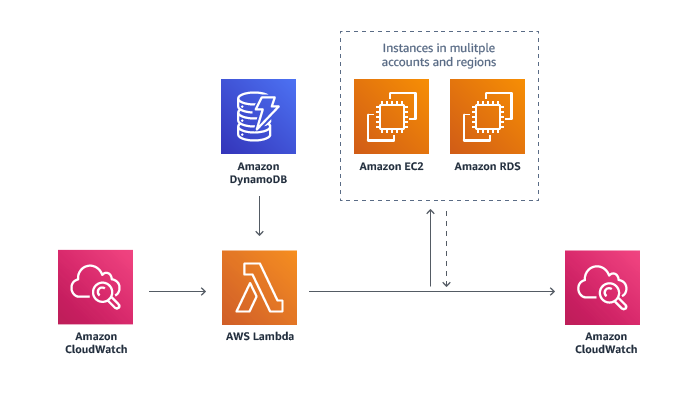 Instances in mulitple
accounts and regions
Amazon EC2
Amazon RDS
Amazon
DynamoDB
Amazon
CloudWatch
AWS Lambda
Amazon
CloudWatch